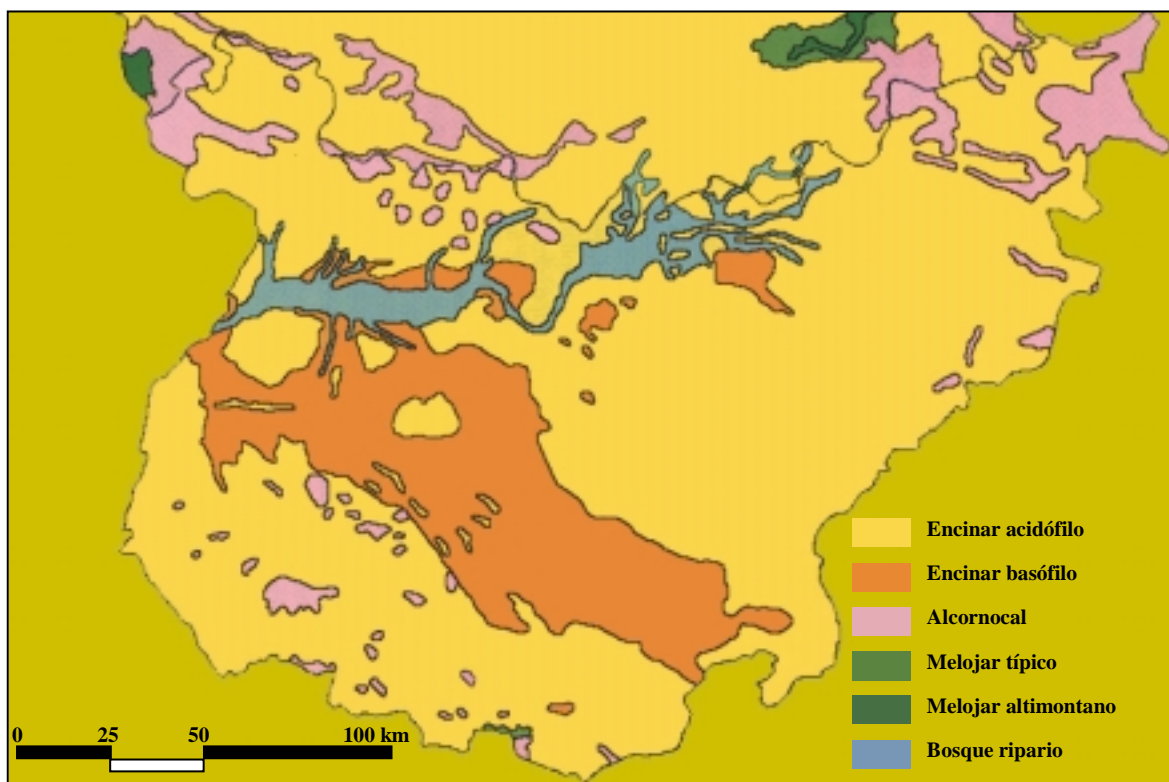 Encinar acidófilo
Encinar basófilo
Alcornocal
Melojar típico
Melojar altimontano
Bosque ripario
0 25 50 100 km